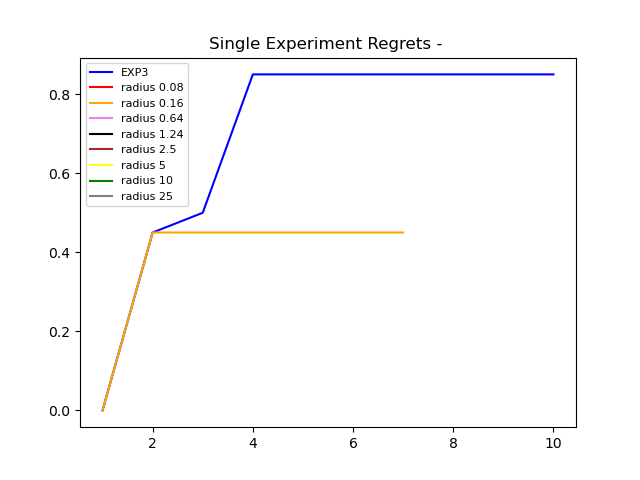 Single Experiment Regrets -
EXP3
radius 0.08
radius 0.16
radius 0.64
radius 1.24
radius 2.5
radius 5
radius 10
radius 25
0.8
0.6
0.4
0.2
0.0
2
4
6
8
10